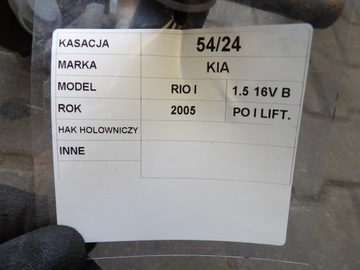 KASACJA 54/24
MARKA KIA
MODEL RIO I 1.5 16V B
ROK 2005 PO I LIFT.
HAK HOLOWNICZY
INNE